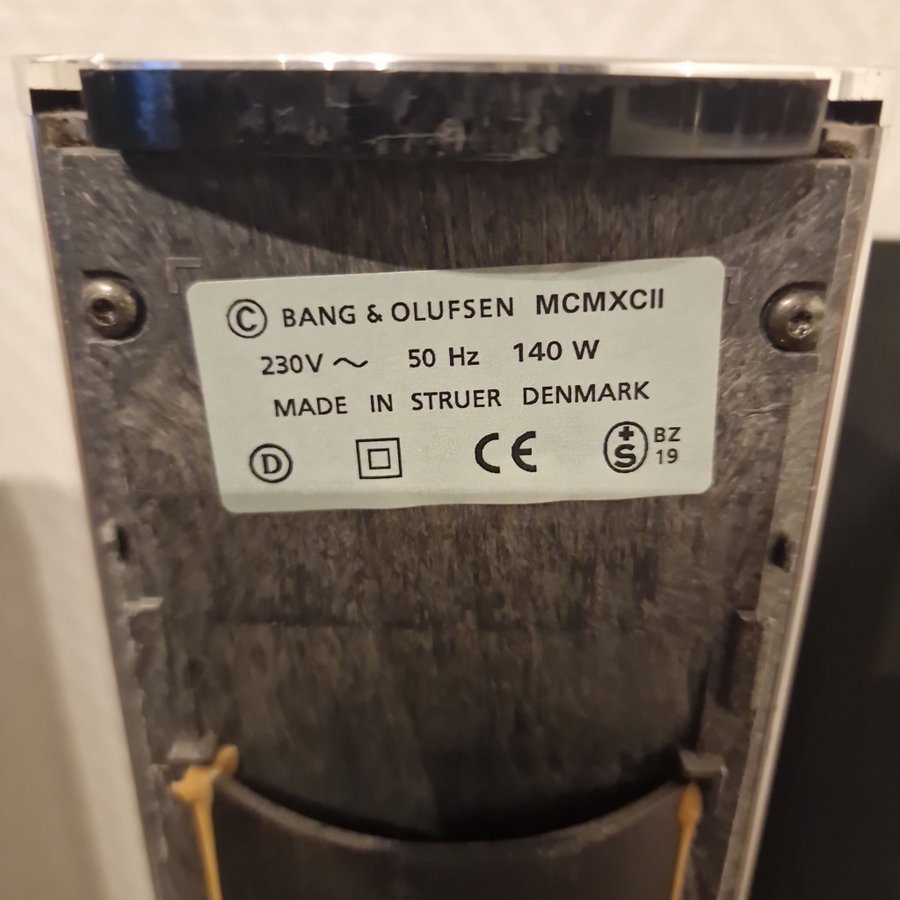 © BANG & OLUFSEN MCMXCII
230V ~ 50 Hz 140 W
MADE IN STRUER DENMARK
D CE +S BZ 19